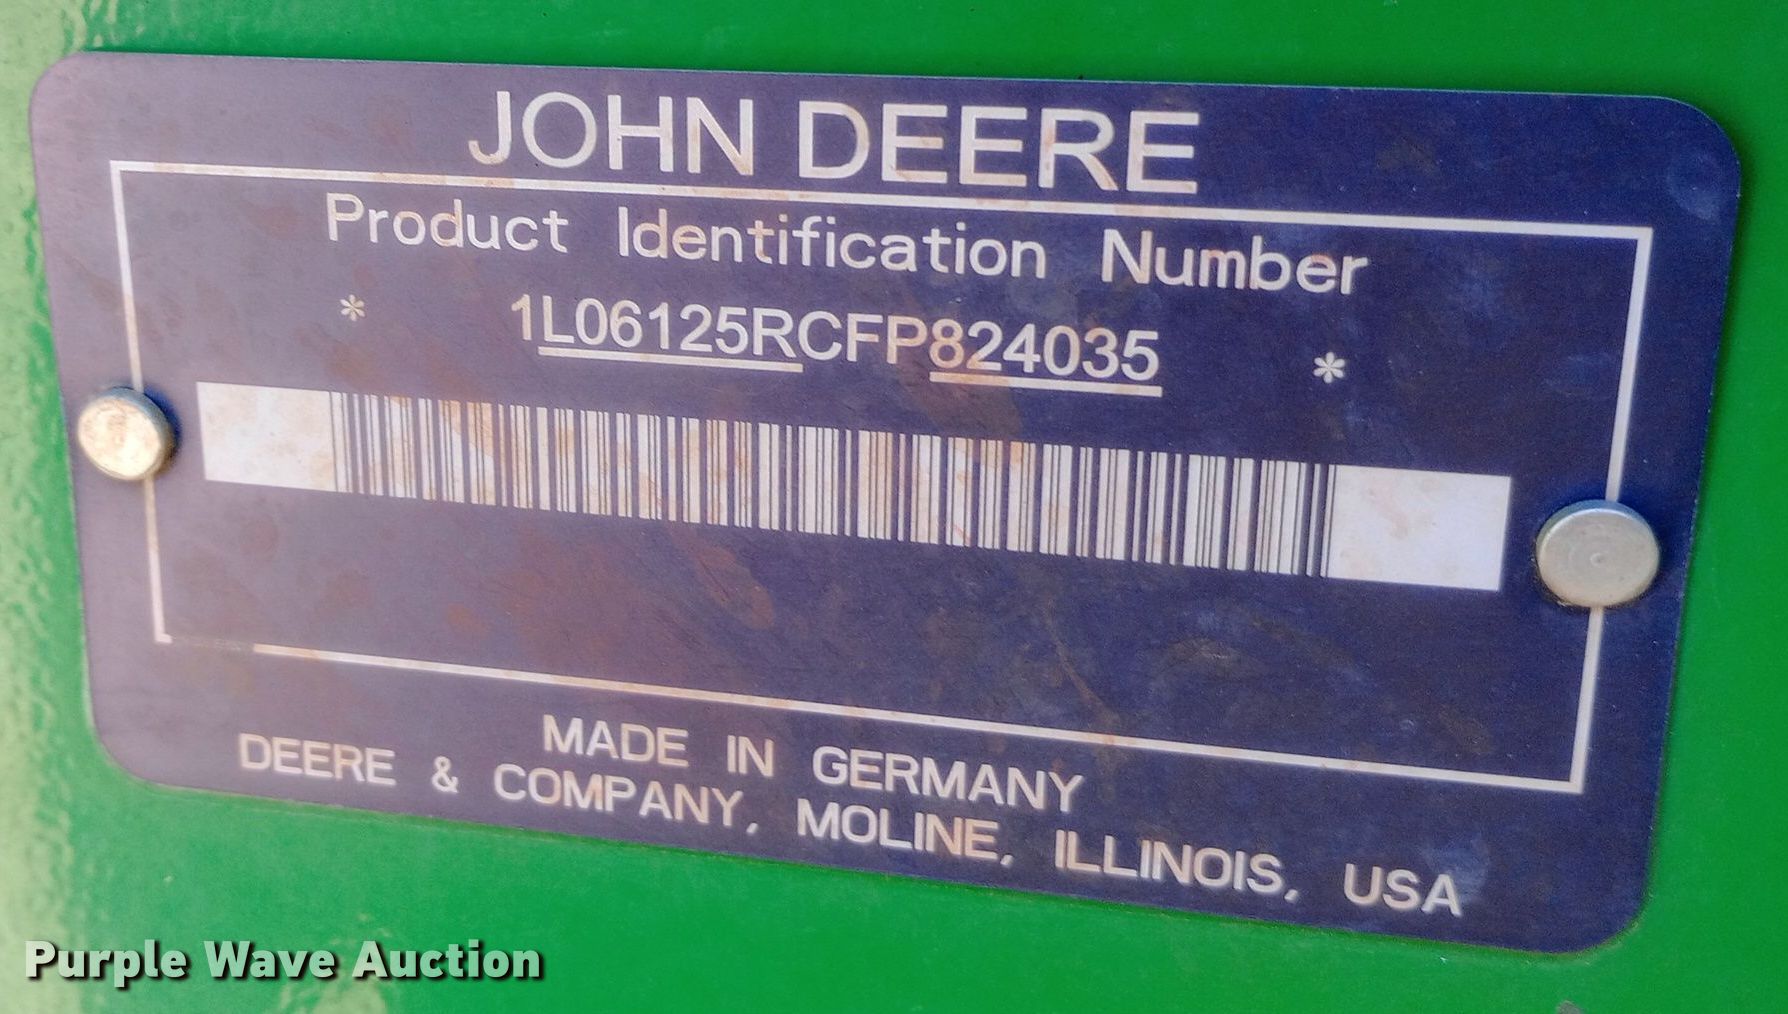 JOHN DEERE
Product Identification Number
* 1L06125RCFP824035 *
MADE IN GERMANY
DEERE & COMPANY, MOLINE, ILLINOIS, USA
Purple Wave Auction